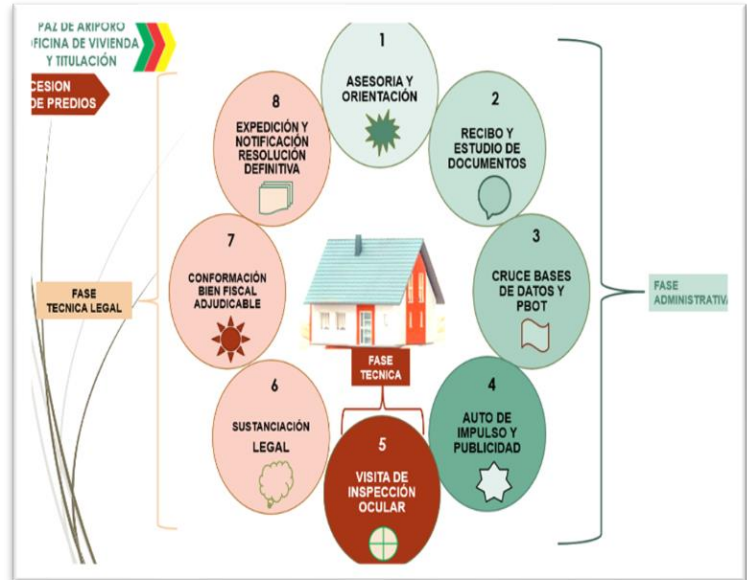 PAZ DE ARIPORO
FICINA DE VIVIENDA
Y TITULACIÓN
CESION
DE PREDIOS
1
ASESORIA Y
ORIENTACIÓN
2
RECIBO Y
ESTUDIO DE
DOCUMENTOS
3
CRUCE BASES
DE DATOS Y
PBOT
4
AUTO DE
IMPULSO Y
PUBLICIDAD
5
VISITA DE
INSPECCIÓN
OCULAR
6
SUSTANCIACIÓN
LEGAL
7
CONFORMACIÓN
BIEN FISCAL
ADJUDICABLE
8
EXPEDICIÓN Y
NOTIFICACIÓN
RESOLUCIÓN
DEFINITIVA
FASE
TECNICA
FASE
TECNICA LEGAL
FASE
ADMINISTRATIVA